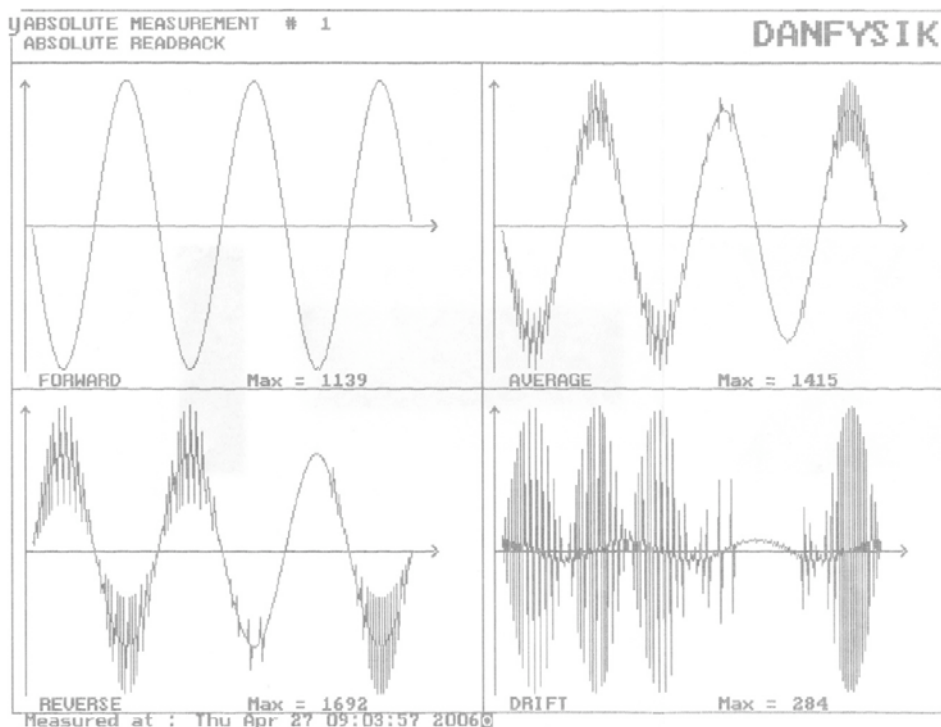 yABSOLUTE MEASUREMENT # 1
ABSOLUTE READBACK
DANFYSIK
FORWARD Max = 1139
AVERAGE Max = 1415
REVERSE Max = 1692
DRIFT Max = 284
Measured at : Thu Apr 27 09:03:57 2006